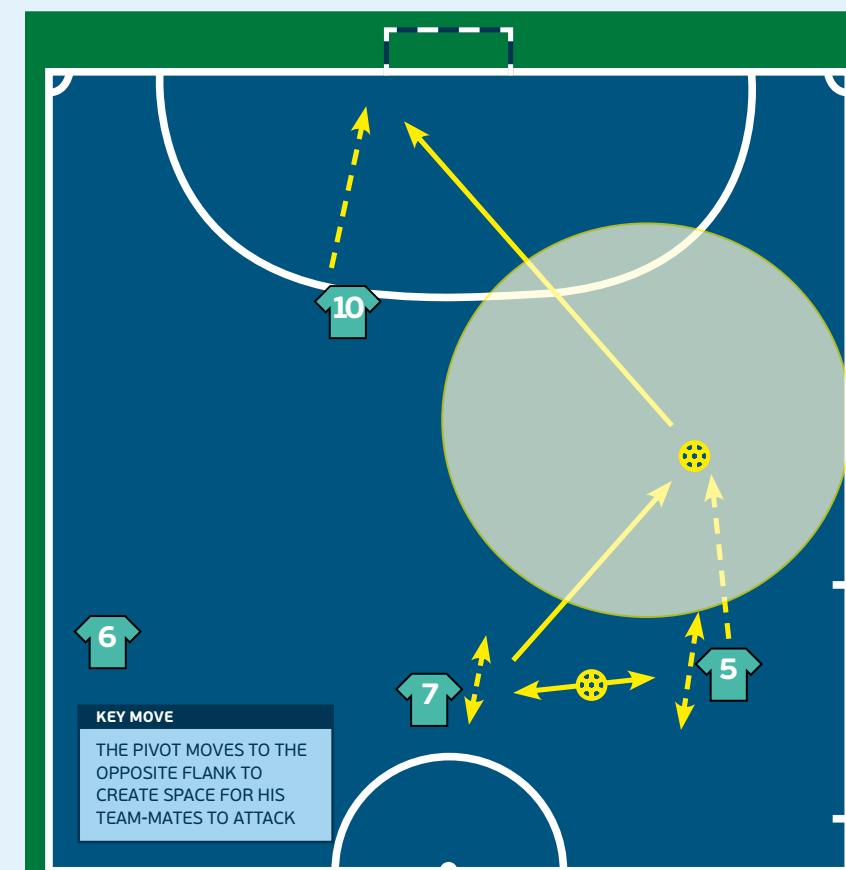 10
6
5
7
KEY MOVE
THE PIVOT MOVES TO THE
OPPOSITE FLANK TO
CREATE SPACE FOR HIS
TEAM-MATES TO ATTACK